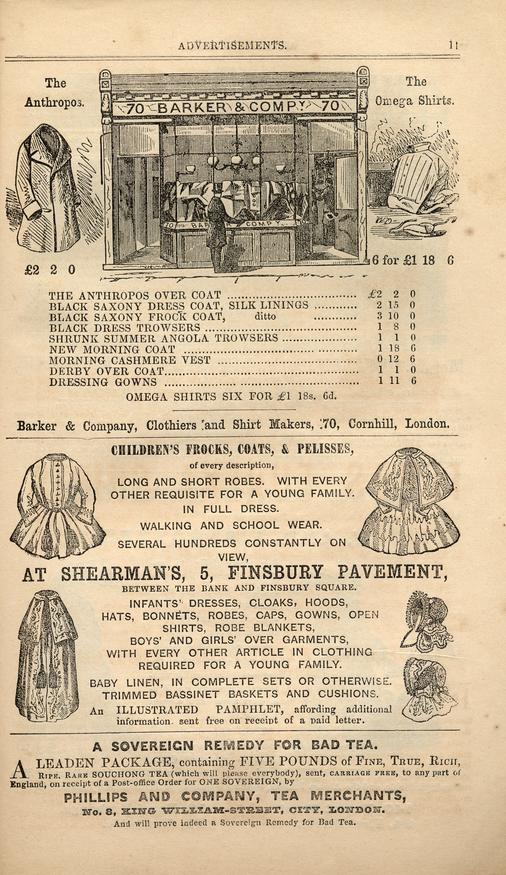 ADVERTISEMENTS.
11
The
Anthropos.
70 BARKER & COMPY. 70
The
Omega Shirts.
BARKER COMPY.
£2 2 0
6 for £1 18 6
THE ANTHROPOS OVER COAT ........ £2 2 0
BLACK SAXONY DRESS COAT, SILK LININGS ........ 2 15 0
BLACK SAXONY FROCK COAT, ditto ........ 3 10 0
BLACK DRESS TROWSERS ........ 1 8 0
SHRUNK SUMMER ANGOLA TROWSERS ........ 1 1 0
NEW MORNING COAT ........ 1 18 6
MORNING CASHMERE VEST ........ 0 12 6
DERBY OVER COAT ........ 1 1 0
DRESSING GOWNS ........ 1 11 6
OMEGA SHIRTS SIX FOR £1 18s. 6d.
Barker & Company, Clothiers and Shirt Makers, 70, Cornhill, London.
CHILDREN'S FROCKS, COATS, & PELISSES,
of every description,
LONG AND SHORT ROBES. WITH EVERY
OTHER REQUISITE FOR A YOUNG FAMILY.
IN FULL DRESS.
WALKING AND SCHOOL WEAR.
SEVERAL HUNDREDS CONSTANTLY ON
VIEW,
AT SHEARMAN'S, 5, FINSBURY PAVEMENT,
BETWEEN THE BANK AND FINSBURY SQUARE.
INFANTS' DRESSES, CLOAKS, HOODS,
HATS, BONNETS, ROBES, CAPS, GOWNS, OPEN
SHIRTS, ROBE BLANKETS,
BOYS' AND GIRLS' OVER GARMENTS,
WITH EVERY OTHER ARTICLE IN CLOTHING
REQUIRED FOR A YOUNG FAMILY.
BABY LINEN, IN COMPLETE SETS OR OTHERWISE.
TRIMMED BASSINET BASKETS AND CUSHIONS.
An ILLUSTRATED PAMPHLET, affording additional
information sent free on receipt of a paid letter.
A SOVEREIGN REMEDY FOR BAD TEA.
A LEADEN PACKAGE, containing FIVE POUNDS of FINE, TRUE, RICH,
RIPE, RARE SOUCHONG TEA (which will please everybody), sent, CARRIAGE FREE, to any part of
England, on receipt of a Post-office Order for ONE SOVEREIGN, by
PHILLIPS AND COMPANY, TEA MERCHANTS,
No. 8, KING WILLIAM-STREET, CITY, LONDON.
And will prove indeed a Sovereign Remedy for Bad Tea.